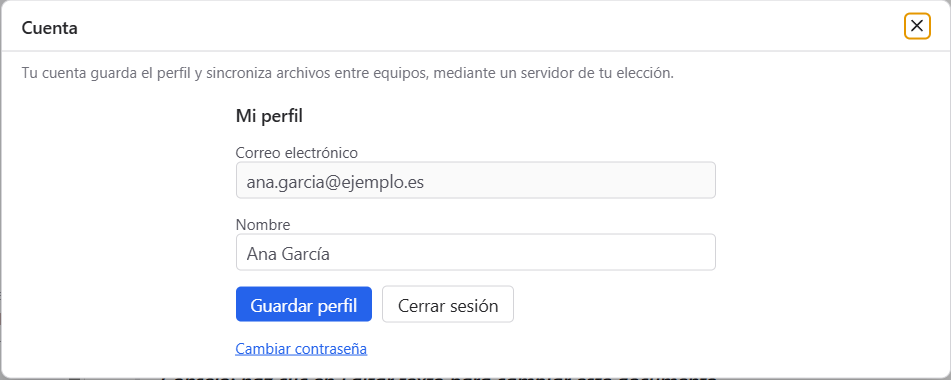 Cuenta
Tu cuenta guarda el perfil y sincroniza archivos entre equipos, mediante un servidor de tu elección.
Mi perfil
Correo electrónico
ana.garcia@ejemplo.es
Nombre
Ana García
Guardar perfil
Cerrar sesión
Cambiar contraseña